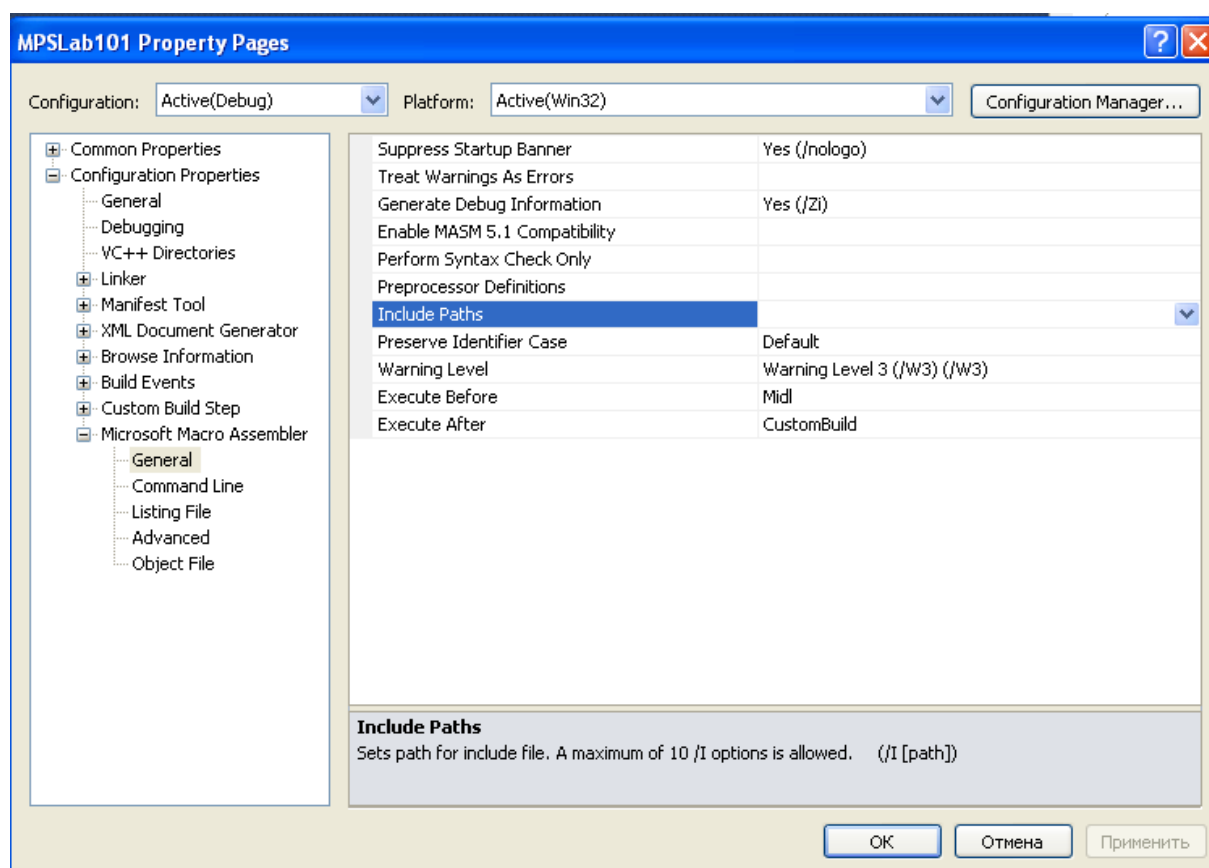 MPSLab101 Property Pages
Configuration: Active(Debug) Platform: Active(Win32) Configuration Manager...
Common Properties
Configuration Properties
General
Debugging
VC++ Directories
Linker
Manifest Tool
XML Document Generator
Browse Information
Build Events
Custom Build Step
Microsoft Macro Assembler
General
Command Line
Listing File
Advanced
Object File
Suppress Startup Banner Yes (/nologo)
Treat Warnings As Errors
Generate Debug Information Yes (/Zi)
Enable MASM 5.1 Compatibility
Perform Syntax Check Only
Preprocessor Definitions
Include Paths
Preserve Identifier Case Default
Warning Level Warning Level 3 (/W3) (/W3)
Execute Before Midl
Execute After CustomBuild
Include Paths
Sets path for include file. A maximum of 10 /I options is allowed. (/I [path])
ОК Отмена Применить